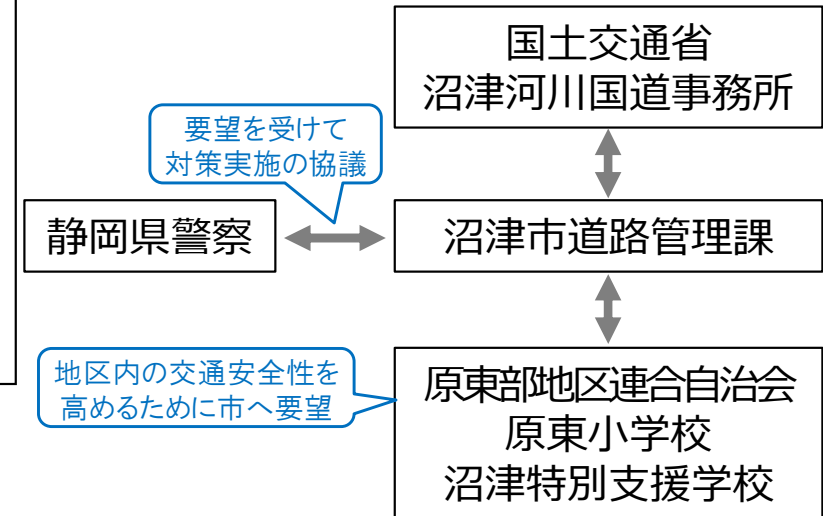 国土交通省
沼津河川国道事務所
要望を受けて
対策実施の協議
静岡県警察
沼津市道路管理課
地区内の交通安全性を
高めるために市へ要望
原東部地区連合自治会
原東小学校
沼津特別支援学校